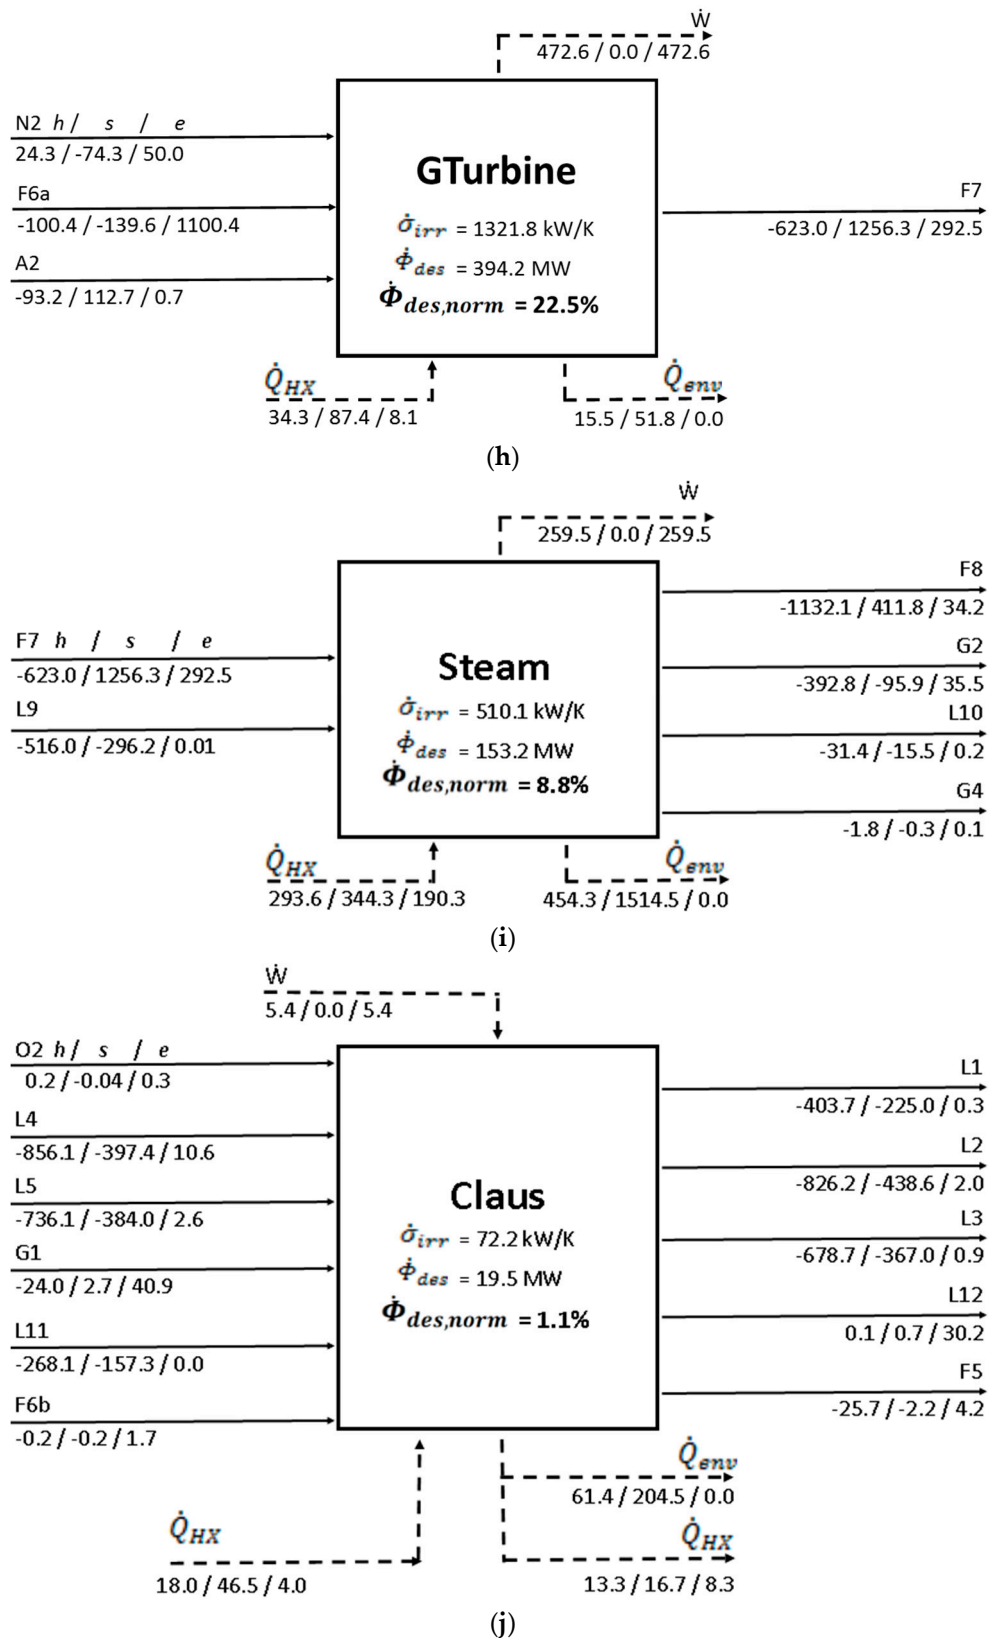 Ẇ
472.6 / 0.0 / 472.6
N2 h / s / e
24.3 / -74.3 / 50.0
F6a
-100.4 / -139.6 / 1100.4
A2
-93.2 / 112.7 / 0.7
GTurbine
σ̇irr = 1321.8 kW/K
Φ̇des = 394.2 MW
Φ̇des,norm = 22.5%
F7
-623.0 / 1256.3 / 292.5
Q̇HX
34.3 / 87.4 / 8.1
Q̇env
15.5 / 51.8 / 0.0
(h)
Ẇ
259.5 / 0.0 / 259.5
F7 h / s / e
-623.0 / 1256.3 / 292.5
L9
-516.0 / -296.2 / 0.01
Steam
σ̇irr = 510.1 kW/K
Φ̇des = 153.2 MW
Φ̇des,norm = 8.8%
F8
-1132.1 / 411.8 / 34.2
G2
-392.8 / -95.9 / 35.5
L10
-31.4 / -15.5 / 0.2
G4
-1.8 / -0.3 / 0.1
Q̇HX
293.6 / 344.3 / 190.3
Q̇env
454.3 / 1514.5 / 0.0
(i)
Ẇ
5.4 / 0.0 / 5.4
O2 h / s / e
0.2 / -0.04 / 0.3
L4
-856.1 / -397.4 / 10.6
L5
-736.1 / -384.0 / 2.6
G1
-24.0 / 2.7 / 40.9
L11
-268.1 / -157.3 / 0.0
F6b
-0.2 / -0.2 / 1.7
Claus
σ̇irr = 72.2 kW/K
Φ̇des = 19.5 MW
Φ̇des,norm = 1.1%
L1
-403.7 / -225.0 / 0.3
L2
-826.2 / -438.6 / 2.0
L3
-678.7 / -367.0 / 0.9
L12
0.1 / 0.7 / 30.2
F5
-25.7 / -2.2 / 4.2
Q̇env
61.4 / 204.5 / 0.0
Q̇HX
18.0 / 46.5 / 4.0
Q̇HX
13.3 / 16.7 / 8.3
(j)